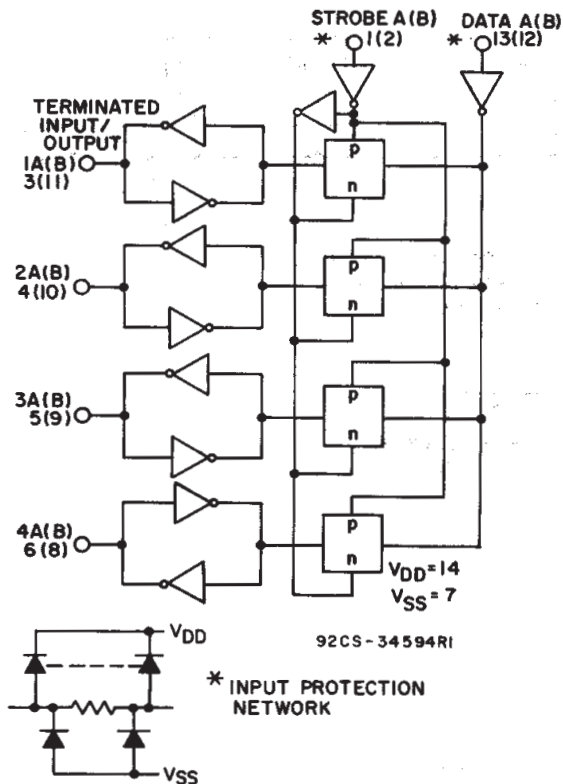 STROBE A(B)
* 1(2)
DATA A(B)
* 13(12)
TERMINATED
INPUT/
OUTPUT
1A(B)
3(11)
p
n
2A(B)
4(10)
p
n
3A(B)
5(9)
p
n
4A(B)
6(8)
p
n
VDD=14
VSS=7
92CS-34594R1
VDD
* INPUT PROTECTION
NETWORK
VSS